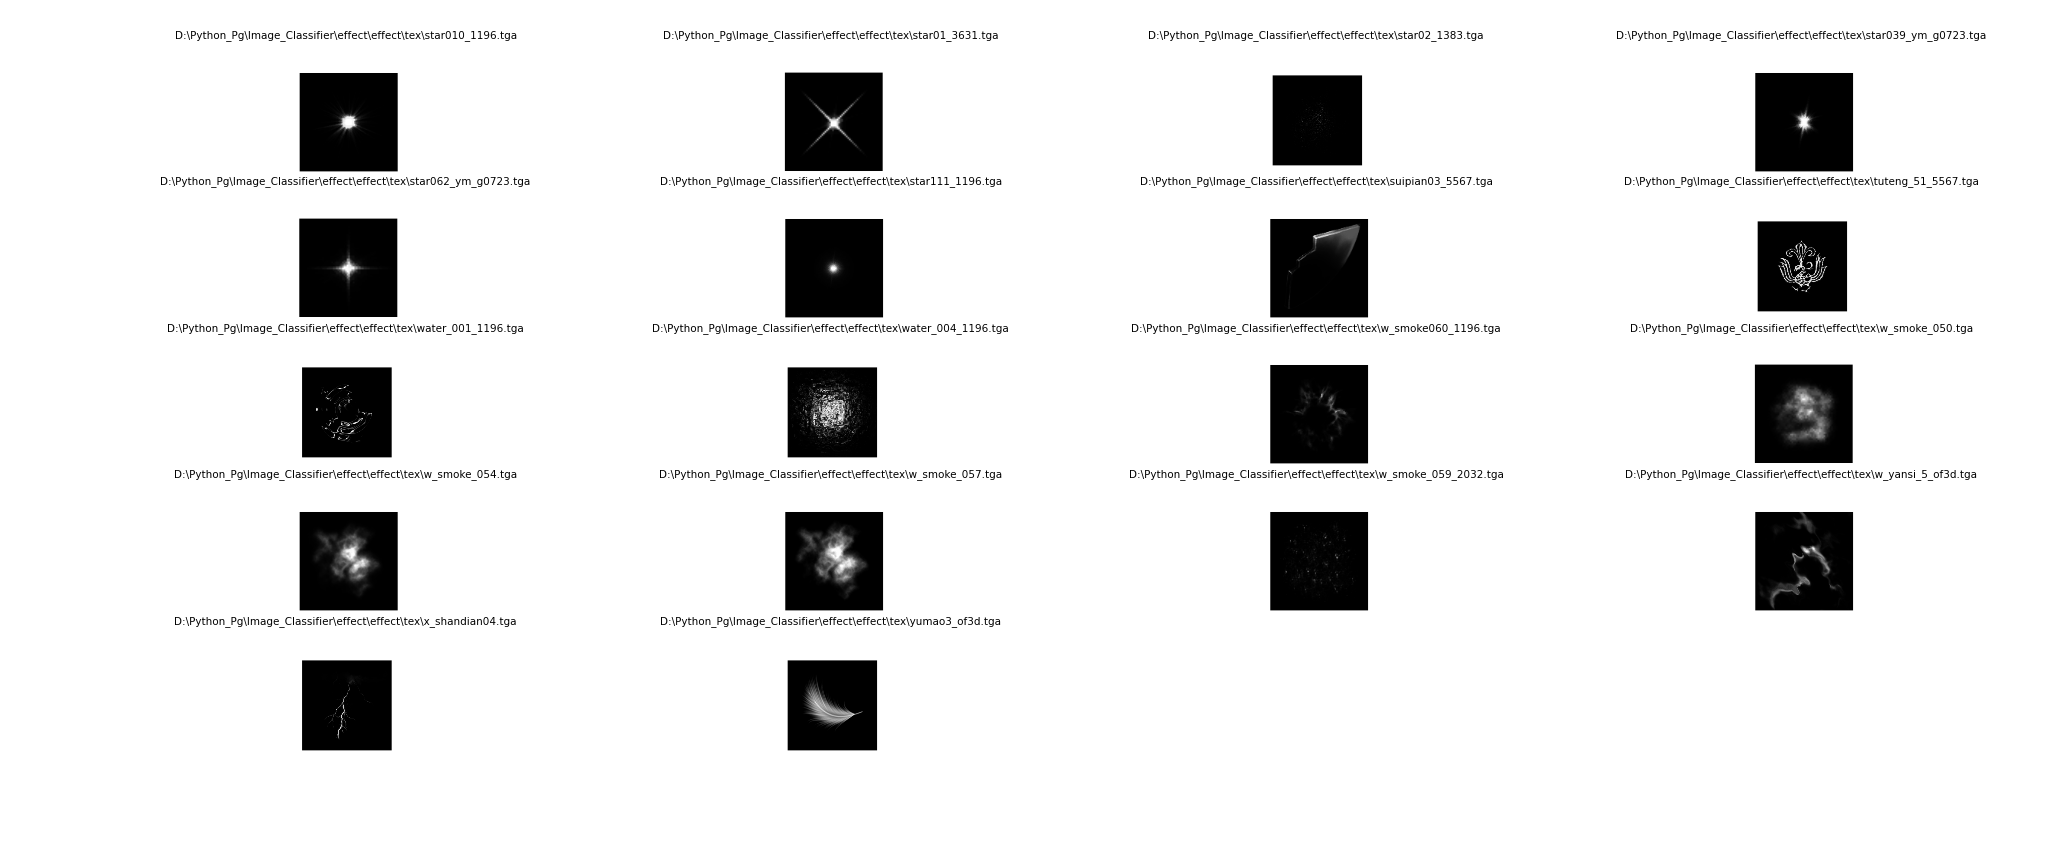 D:\Python_Pg\Image_Classifier\effect\effect\tex\star010_1196.tga
D:\Python_Pg\Image_Classifier\effect\effect\tex\star01_3631.tga
D:\Python_Pg\Image_Classifier\effect\effect\tex\star02_1383.tga
D:\Python_Pg\Image_Classifier\effect\effect\tex\star039_ym_g0723.tga
D:\Python_Pg\Image_Classifier\effect\effect\tex\star062_ym_g0723.tga
D:\Python_Pg\Image_Classifier\effect\effect\tex\star111_1196.tga
D:\Python_Pg\Image_Classifier\effect\effect\tex\suipian03_5567.tga
D:\Python_Pg\Image_Classifier\effect\effect\tex\tuteng_51_5567.tga
D:\Python_Pg\Image_Classifier\effect\effect\tex\water_001_1196.tga
D:\Python_Pg\Image_Classifier\effect\effect\tex\water_004_1196.tga
D:\Python_Pg\Image_Classifier\effect\effect\tex\w_smoke060_1196.tga
D:\Python_Pg\Image_Classifier\effect\effect\tex\w_smoke_050.tga
D:\Python_Pg\Image_Classifier\effect\effect\tex\w_smoke_054.tga
D:\Python_Pg\Image_Classifier\effect\effect\tex\w_smoke_057.tga
D:\Python_Pg\Image_Classifier\effect\effect\tex\w_smoke_059_2032.tga
D:\Python_Pg\Image_Classifier\effect\effect\tex\w_yansi_5_of3d.tga
D:\Python_Pg\Image_Classifier\effect\effect\tex\x_shandian04.tga
D:\Python_Pg\Image_Classifier\effect\effect\tex\yumao3_of3d.tga